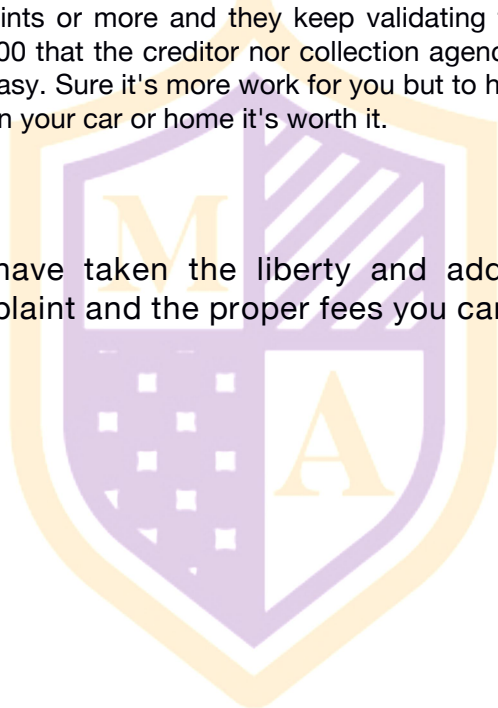 ints or more and they keep validating
00 that the creditor nor collection agenc
asy. Sure it's more work for you but to h
n your car or home it's worth it.
M
have taken the liberty and add
plaint and the proper fees you can
A